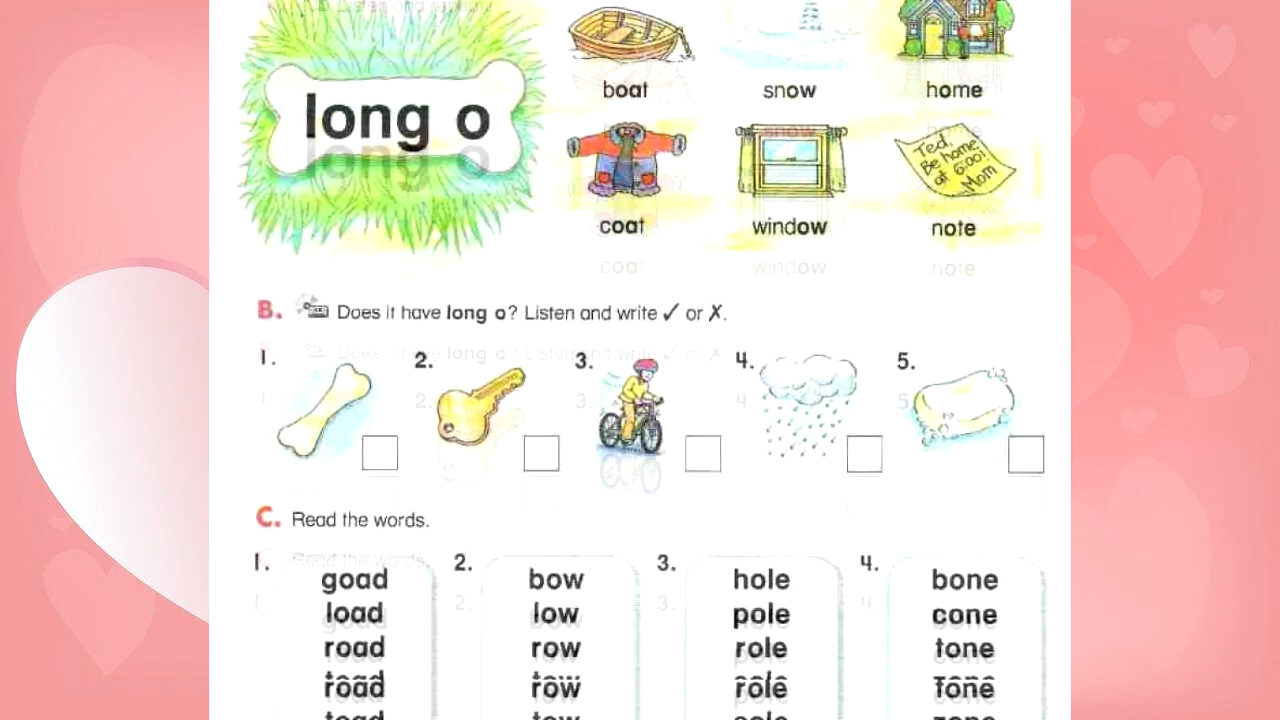 long o
boat snow home
Ted,
Be home
at 6:00!
Mom
coat window note
B. Does it have long o? Listen and write ✓ or ✗.
1. 2. 3. 4. 5.
C. Read the words.
1. 2. 3. 4.
goad bow hole bone
load low pole cone
road row role tone